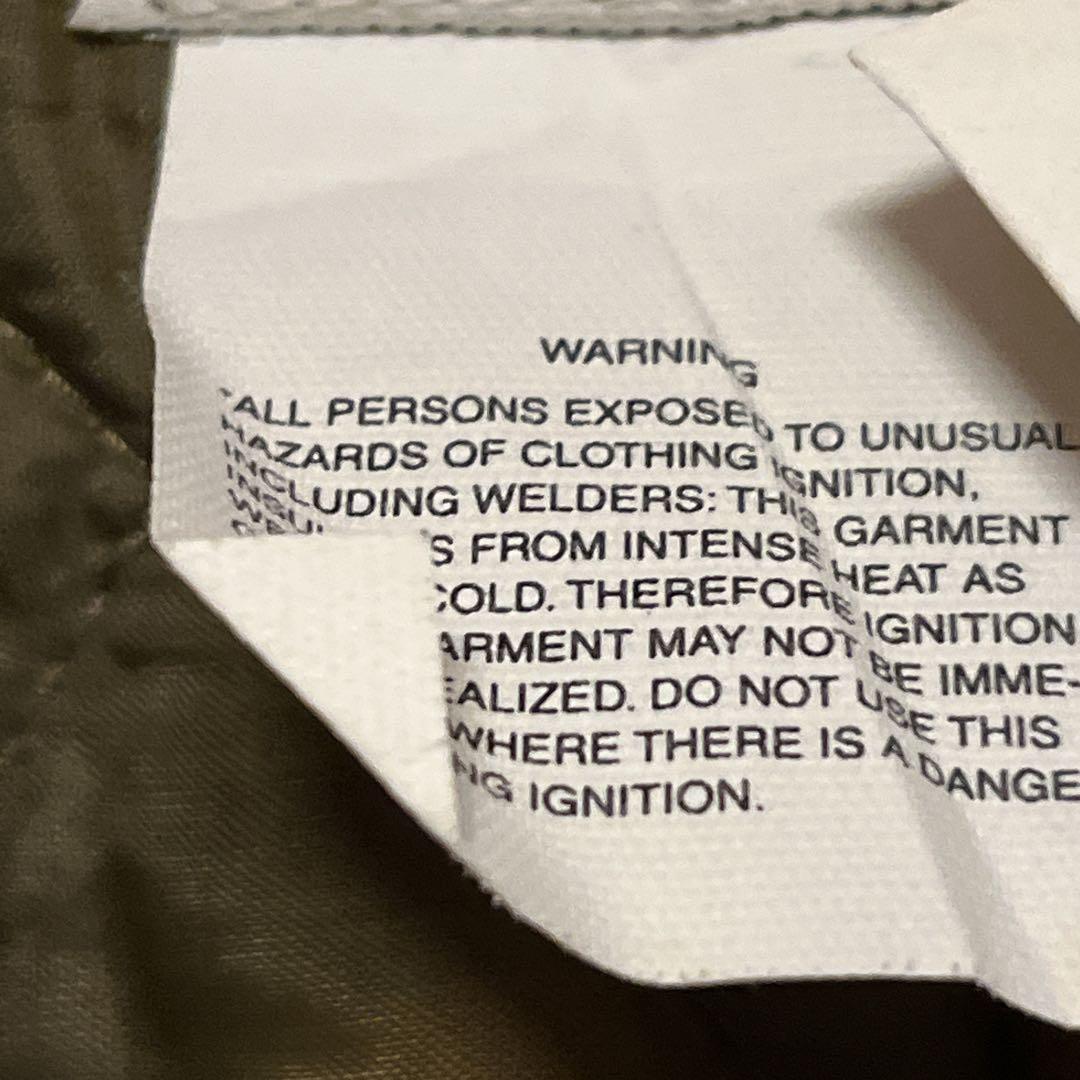 WARNING
"ALL PERSONS EXPOSED TO UNUSUAL
HAZARDS OF CLOTHING IGNITION,
INCLUDING WELDERS: THIS GARMENT
S FROM INTENSE HEAT AS
COLD. THEREFORE IGNITION
ARMENT MAY NOT BE IMME-
EALIZED. DO NOT USE THIS
WHERE THERE IS A DANGE
NG IGNITION.